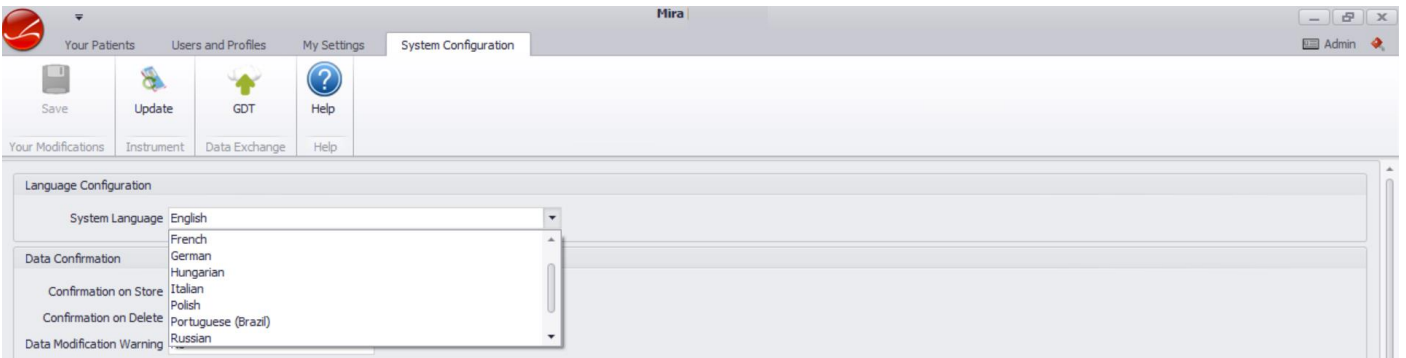 Mira
Your Patients Users and Profiles My Settings System Configuration Admin
Save Update GDT Help
Your Modifications Instrument Data Exchange Help
Language Configuration
System Language English
French
Data Confirmation German
Hungarian
Confirmation on Store Italian
Polish
Confirmation on Delete Portuguese (Brazil)
Data Modification Warning Russian